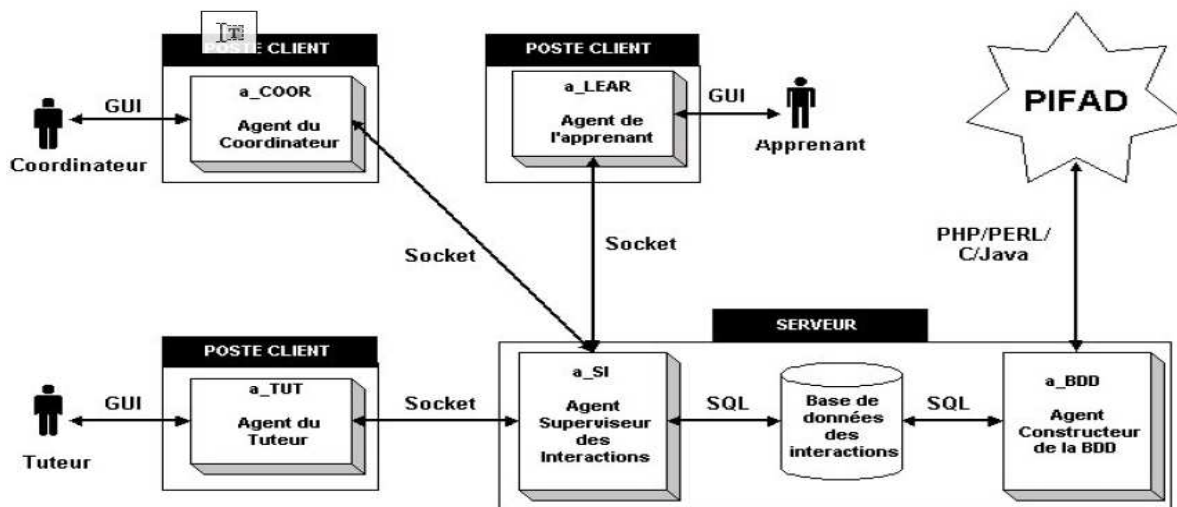 POSTE CLIENT
a_COOR
Agent du
Coordinateur
GUI
Coordinateur
POSTE CLIENT
a_LEAR
Agent de
l'apprenant
GUI
Apprenant
PIFAD
Socket
Socket
PHP/PERL/
C/Java
POSTE CLIENT
a_TUT
Agent du
Tuteur
GUI
Tuteur
Socket
SERVEUR
a_SI
Agent
Superviseur
des
Interactions
SQL
Base de
données
des
interactions
SQL
a_BDD
Agent
Constructeur
de la BDD